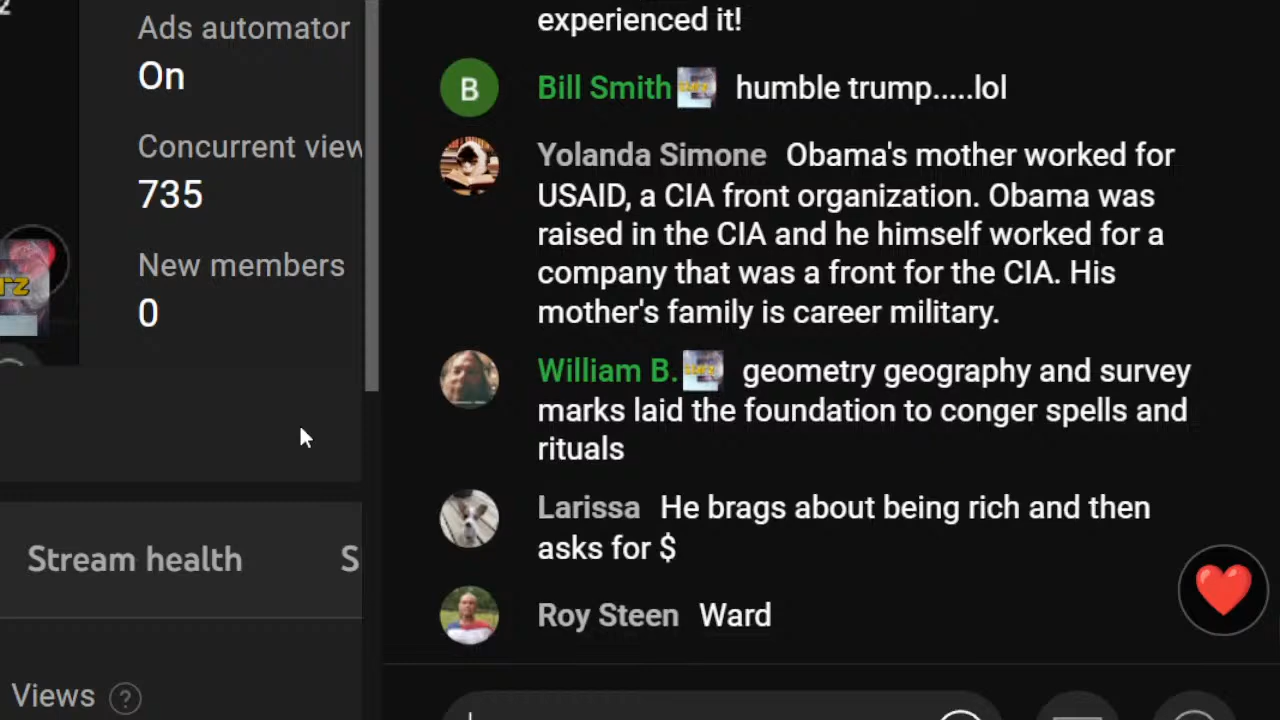 Ads automator
On
Concurrent view
735
New members
0
Stream health S
Views ?
experienced it!
B Bill Smith humble trump.....lol
Yolanda Simone Obama's mother worked for
USAID, a CIA front organization. Obama was
raised in the CIA and he himself worked for a
company that was a front for the CIA. His
mother's family is career military.
William B. geometry geography and survey
marks laid the foundation to conger spells and
rituals
Larissa He brags about being rich and then
asks for $
Roy Steen Ward